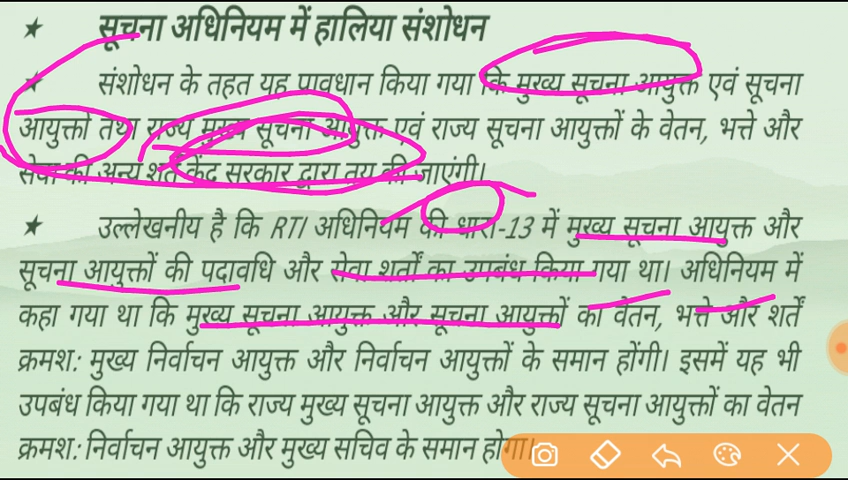 ★ सूचना अधिनियम में हालिया संशोधन
★ संशोधन के तहत यह प्रावधान किया गया कि मुख्य सूचना आयुक्त एवं सूचना
आयुक्तों तथा राज्य मुख्य सूचना आयुक्त एवं राज्य सूचना आयुक्तों के वेतन, भत्ते और
सेवा की अन्य शर्तें केंद्र सरकार द्वारा तय की जाएंगी।
★ उल्लेखनीय है कि RTI अधिनियम की धारा-13 में मुख्य सूचना आयुक्त और
सूचना आयुक्तों की पदावधि और सेवा शर्तों का उपबंध किया गया था। अधिनियम में
कहा गया था कि मुख्य सूचना आयुक्त और सूचना आयुक्तों का वेतन, भत्ते और शर्तें
क्रमश: मुख्य निर्वाचन आयुक्त और निर्वाचन आयुक्तों के समान होंगी। इसमें यह भी
उपबंध किया गया था कि राज्य मुख्य सूचना आयुक्त और राज्य सूचना आयुक्तों का वेतन
क्रमश: निर्वाचन आयुक्त और मुख्य सचिव के समान होगा।